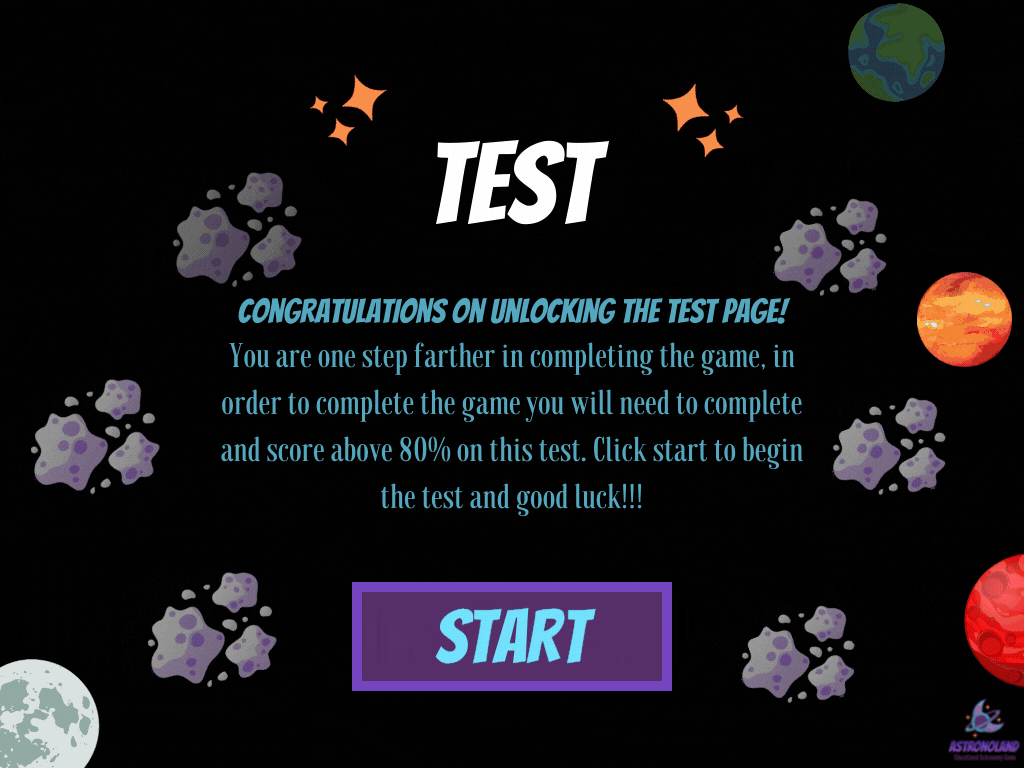 TEST
CONGRATULATIONS ON UNLOCKING THE TEST PAGE!
You are one step farther in completing the game, in
order to complete the game you will need to complete
and score above 80% on this test. Click start to begin
the test and good luck!!!
START
ASTRONOLAND